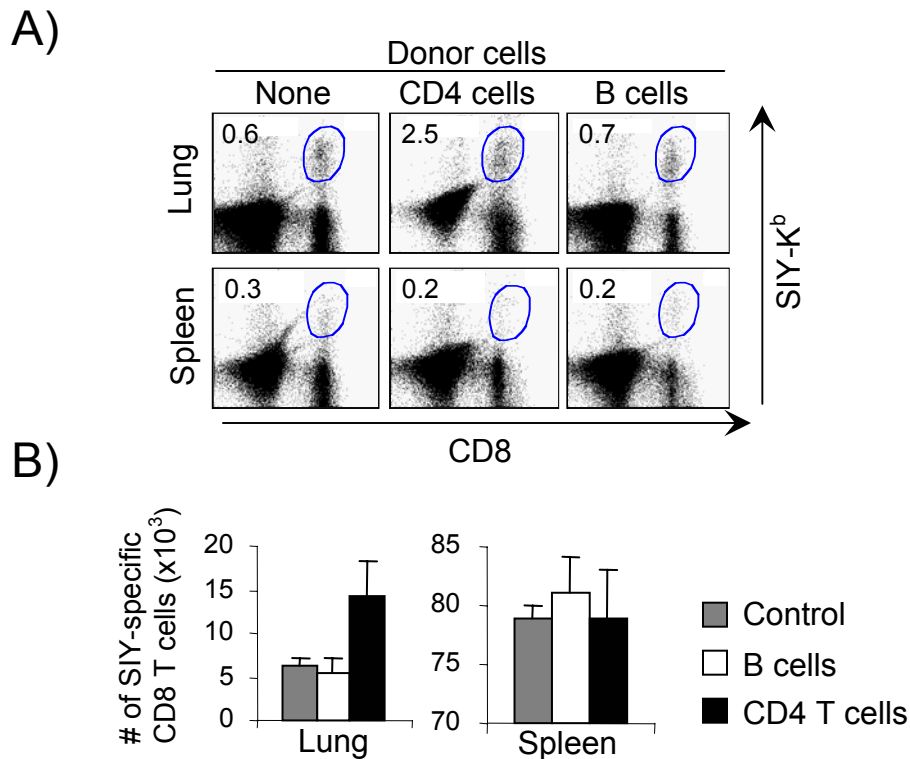 A)
Donor cells
None CD4 cells B cells
Lung
0.6 2.5 0.7
Spleen
0.3 0.2 0.2
SIY-Kᵇ
CD8
B)
# of SIY-specific
CD8 T cells (x10³)
20
15
10
5
0
Lung
85
80
75
70
Spleen
Control
B cells
CD4 T cells